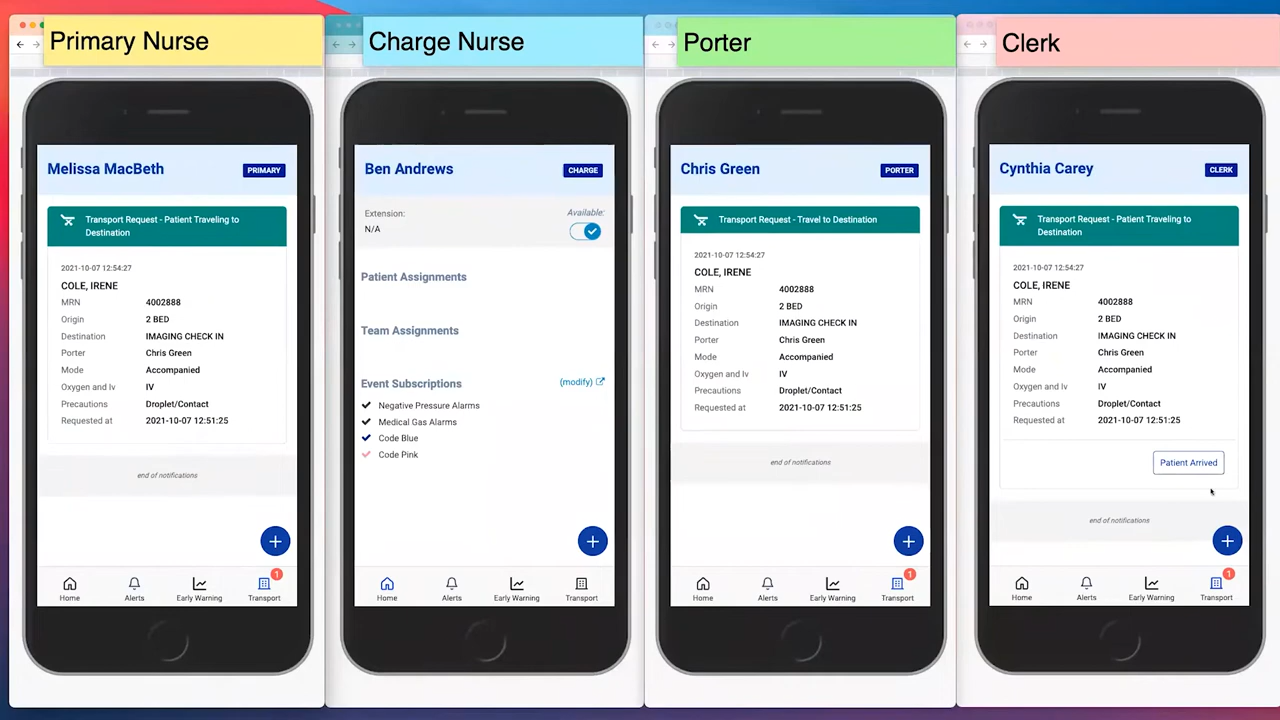 Primary Nurse
Melissa MacBeth
PRIMARY
Transport Request - Patient Traveling to
Destination
2021-10-07 12:54:27
COLE, IRENE
MRN 4002888
Origin 2 BED
Destination IMAGING CHECK IN
Porter Chris Green
Mode Accompanied
Oxygen and Iv IV
Precautions Droplet/Contact
Requested at 2021-10-07 12:51:25
end of notifications
+
1
Home Alerts Early Warning Transport
Charge Nurse
Ben Andrews
CHARGE
Extension: Available:
N/A
Patient Assignments
Team Assignments
Event Subscriptions (modify)
Negative Pressure Alarms
Medical Gas Alarms
Code Blue
Code Pink
+
Home Alerts Early Warning Transport
Porter
Chris Green
PORTER
Transport Request - Travel to Destination
2021-10-07 12:54:27
COLE, IRENE
MRN 4002888
Origin 2 BED
Destination IMAGING CHECK IN
Porter Chris Green
Mode Accompanied
Oxygen and Iv IV
Precautions Droplet/Contact
Requested at 2021-10-07 12:51:25
end of notifications
+
1
Home Alerts Early Warning Transport
Clerk
Cynthia Carey
CLERK
Transport Request - Patient Traveling to
Destination
2021-10-07 12:54:27
COLE, IRENE
MRN 4002888
Origin 2 BED
Destination IMAGING CHECK IN
Porter Chris Green
Mode Accompanied
Oxygen and Iv IV
Precautions Droplet/Contact
Requested at 2021-10-07 12:51:25
Patient Arrived
end of notifications
+
1
Home Alerts Early Warning Transport